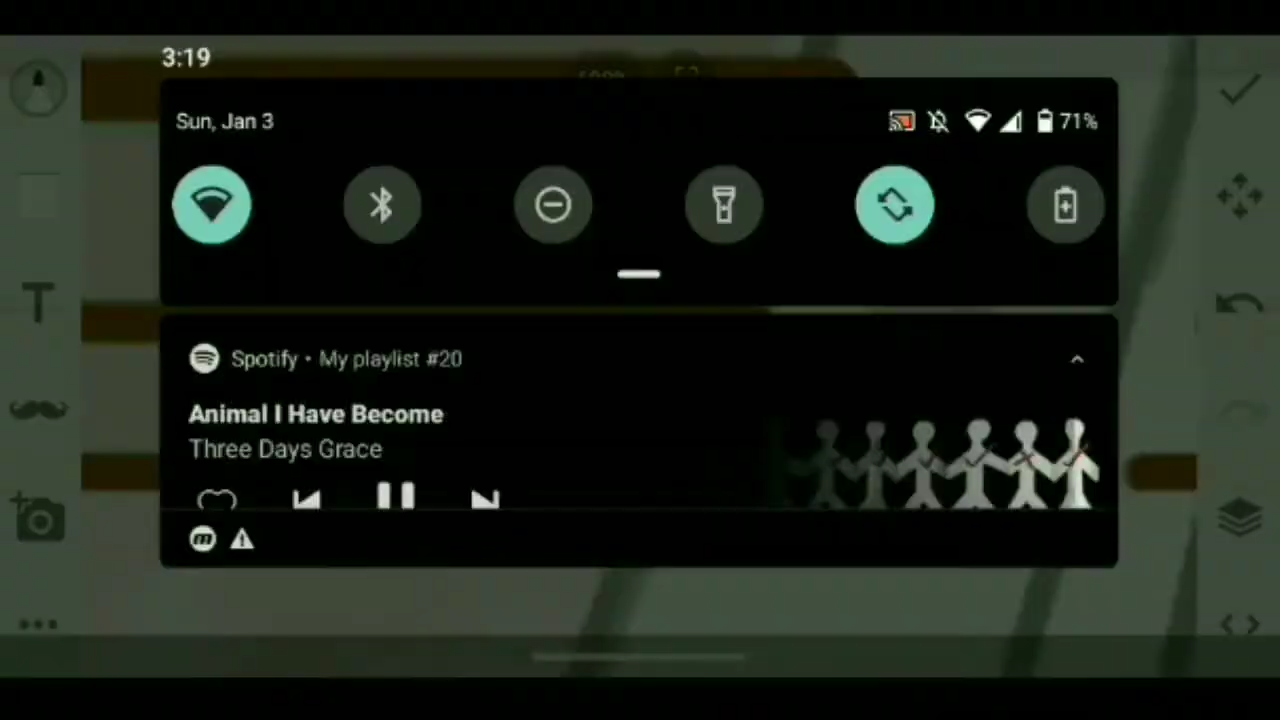 3:19
Sun, Jan 3
71%
Spotify • My playlist #20
Animal I Have Become
Three Days Grace
T